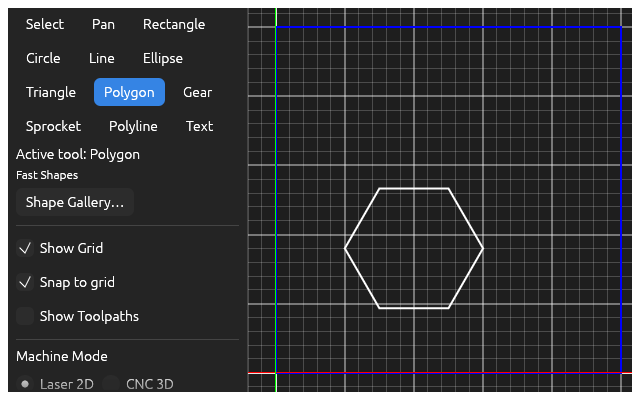 Select Pan Rectangle
Circle Line Ellipse
Triangle Polygon Gear
Sprocket Polyline Text
Active tool: Polygon
Fast Shapes
Shape Gallery...
Show Grid
Snap to grid
Show Toolpaths
Machine Mode
Laser 2D CNC 3D